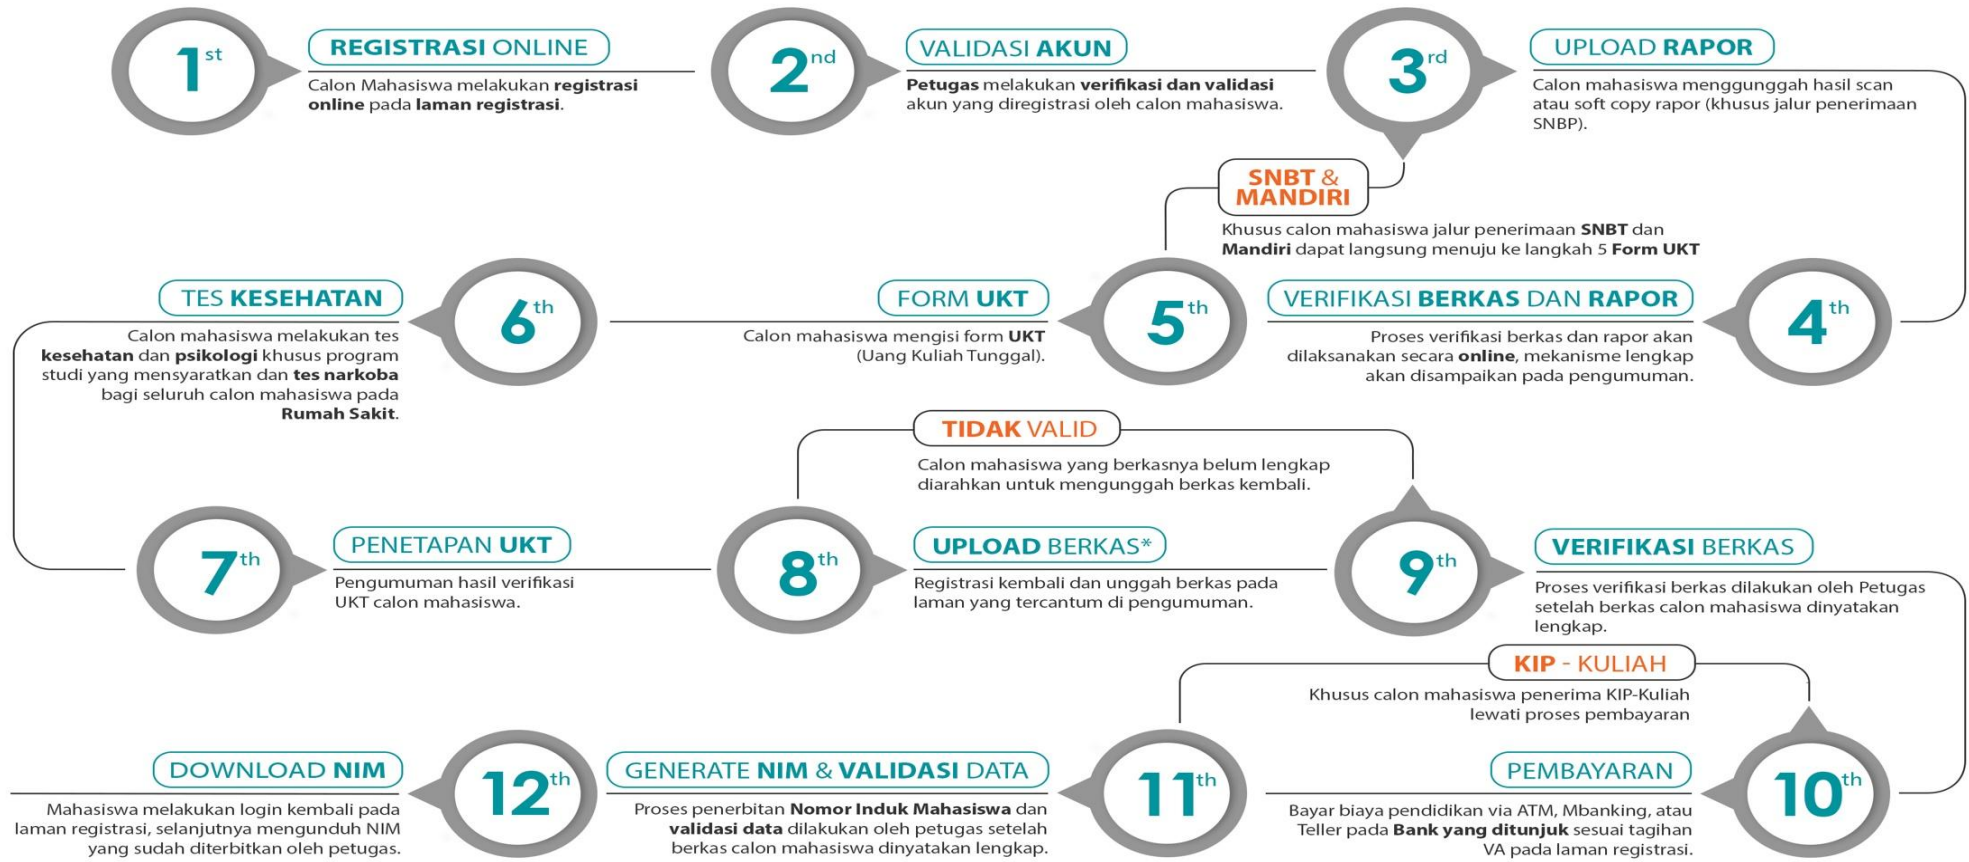 1st
REGISTRASI ONLINE
Calon Mahasiswa melakukan registrasi
online pada laman registrasi.
2nd
VALIDASI AKUN
Petugas melakukan verifikasi dan validasi
akun yang diregistrasi oleh calon mahasiswa.
3rd
UPLOAD RAPOR
Calon mahasiswa menggunggah hasil scan
atau soft copy rapor (khusus jalur penerimaan
SNBP).
SNBT &
MANDIRI
Khusus calon mahasiswa jalur penerimaan SNBT dan
Mandiri dapat langsung menuju ke langkah 5 Form UKT
4th
VERIFIKASI BERKAS DAN RAPOR
Proses verifikasi berkas dan rapor akan
dilaksanakan secara online, mekanisme lengkap
akan disampaikan pada pengumuman.
5th
FORM UKT
Calon mahasiswa mengisi form UKT
(Uang Kuliah Tunggal).
6th
TES KESEHATAN
Calon mahasiswa melakukan tes
kesehatan dan psikologi khusus program
studi yang mensyaratkan dan tes narkoba
bagi seluruh calon mahasiswa pada
Rumah Sakit.
7th
PENETAPAN UKT
Pengumuman hasil verifikasi
UKT calon mahasiswa.
8th
UPLOAD BERKAS*
Registrasi kembali dan unggah berkas pada
laman yang tercantum di pengumuman.
TIDAK VALID
Calon mahasiswa yang berkasnya belum lengkap
diarahkan untuk mengunggah berkas kembali.
9th
VERIFIKASI BERKAS
Proses verifikasi berkas dilakukan oleh Petugas
setelah berkas calon mahasiswa dinyatakan
lengkap.
KIP - KULIAH
Khusus calon mahasiswa penerima KIP-Kuliah
lewati proses pembayaran
10th
PEMBAYARAN
Bayar biaya pendidikan via ATM, Mbanking, atau
Teller pada Bank yang ditunjuk sesuai tagihan
VA pada laman registrasi.
11th
GENERATE NIM & VALIDASI DATA
Proses penerbitan Nomor Induk Mahasiswa dan
validasi data dilakukan oleh petugas setelah
berkas calon mahasiswa dinyatakan lengkap.
12th
DOWNLOAD NIM
Mahasiswa melakukan login kembali pada
laman registrasi, selanjutnya mengunduh NIM
yang sudah diterbitkan oleh petugas.